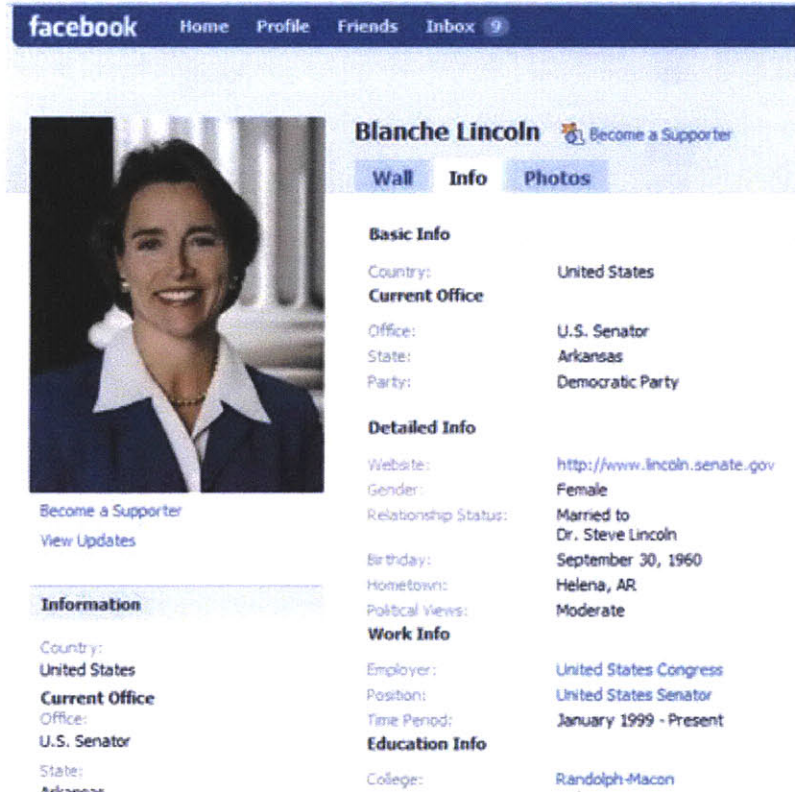 facebook Home Profile Friends Inbox 9
Blanche Lincoln Become a Supporter
Wall Info Photos
Basic Info
Country: United States
Current Office
Office: U.S. Senator
State: Arkansas
Party: Democratic Party
Detailed Info
Website: http://www.lincoln.senate.gov
Gender: Female
Relationship Status: Married to
Dr. Steve Lincoln
Birthday: September 30, 1960
Hometown: Helena, AR
Political Views: Moderate
Work Info
Employer: United States Congress
Position: United States Senator
Time Period: January 1999 - Present
Education Info
College: Randolph-Macon
Become a Supporter
View Updates
Information
Country:
United States
Current Office
Office:
U.S. Senator
State:
Arkansas